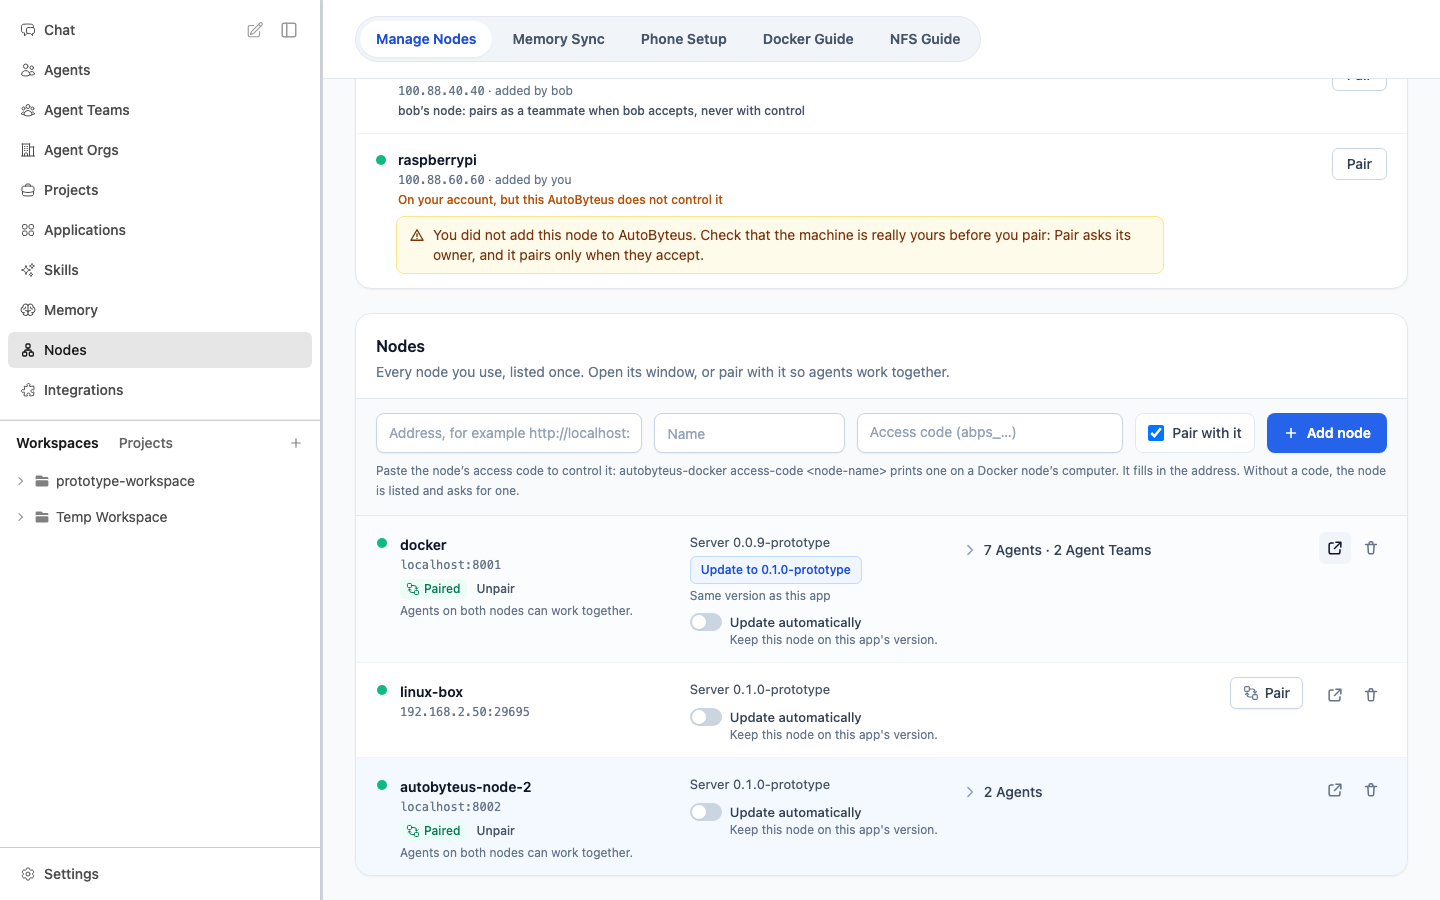 Chat
Agents
Agent Teams
Agent Orgs
Projects
Applications
Skills
Memory
Nodes
Integrations
Workspaces Projects
prototype-workspace
Temp Workspace
Settings
Manage Nodes Memory Sync Phone Setup Docker Guide NFS Guide
100.88.40.40 · added by bob
bob’s node: pairs as a teammate when bob accepts, never with control
raspberrypi
Pair
100.88.60.60 · added by you
On your account, but this AutoByteus does not control it
You did not add this node to AutoByteus. Check that the machine is really yours before you pair: Pair asks its
owner, and it pairs only when they accept.
Nodes
Every node you use, listed once. Open its window, or pair with it so agents work together.
Address, for example http://localhost: Name Access code (abps_…) Pair with it Add node
Paste the node’s access code to control it: autobyteus-docker access-code <node-name> prints one on a Docker node’s computer. It fills in the address. Without a code, the node
is listed and asks for one.
docker
localhost:8001
Paired Unpair
Agents on both nodes can work together.
Server 0.0.9-prototype
Update to 0.1.0-prototype
Same version as this app
Update automatically
Keep this node on this app's version.
7 Agents · 2 Agent Teams
linux-box
192.168.2.50:29695
Server 0.1.0-prototype
Update automatically
Keep this node on this app's version.
Pair
autobyteus-node-2
localhost:8002
Paired Unpair
Agents on both nodes can work together.
Server 0.1.0-prototype
Update automatically
Keep this node on this app's version.
2 Agents